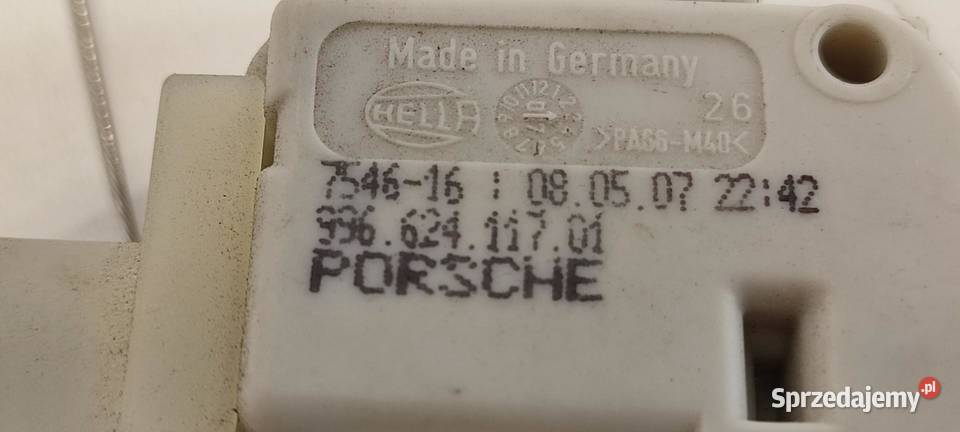 Made in Germany
HELLA
26
>PA66-M40<
7546-16 : 08.05.07 22:42
996.624.117.01
PORSCHE
Sprzedajemy.pl